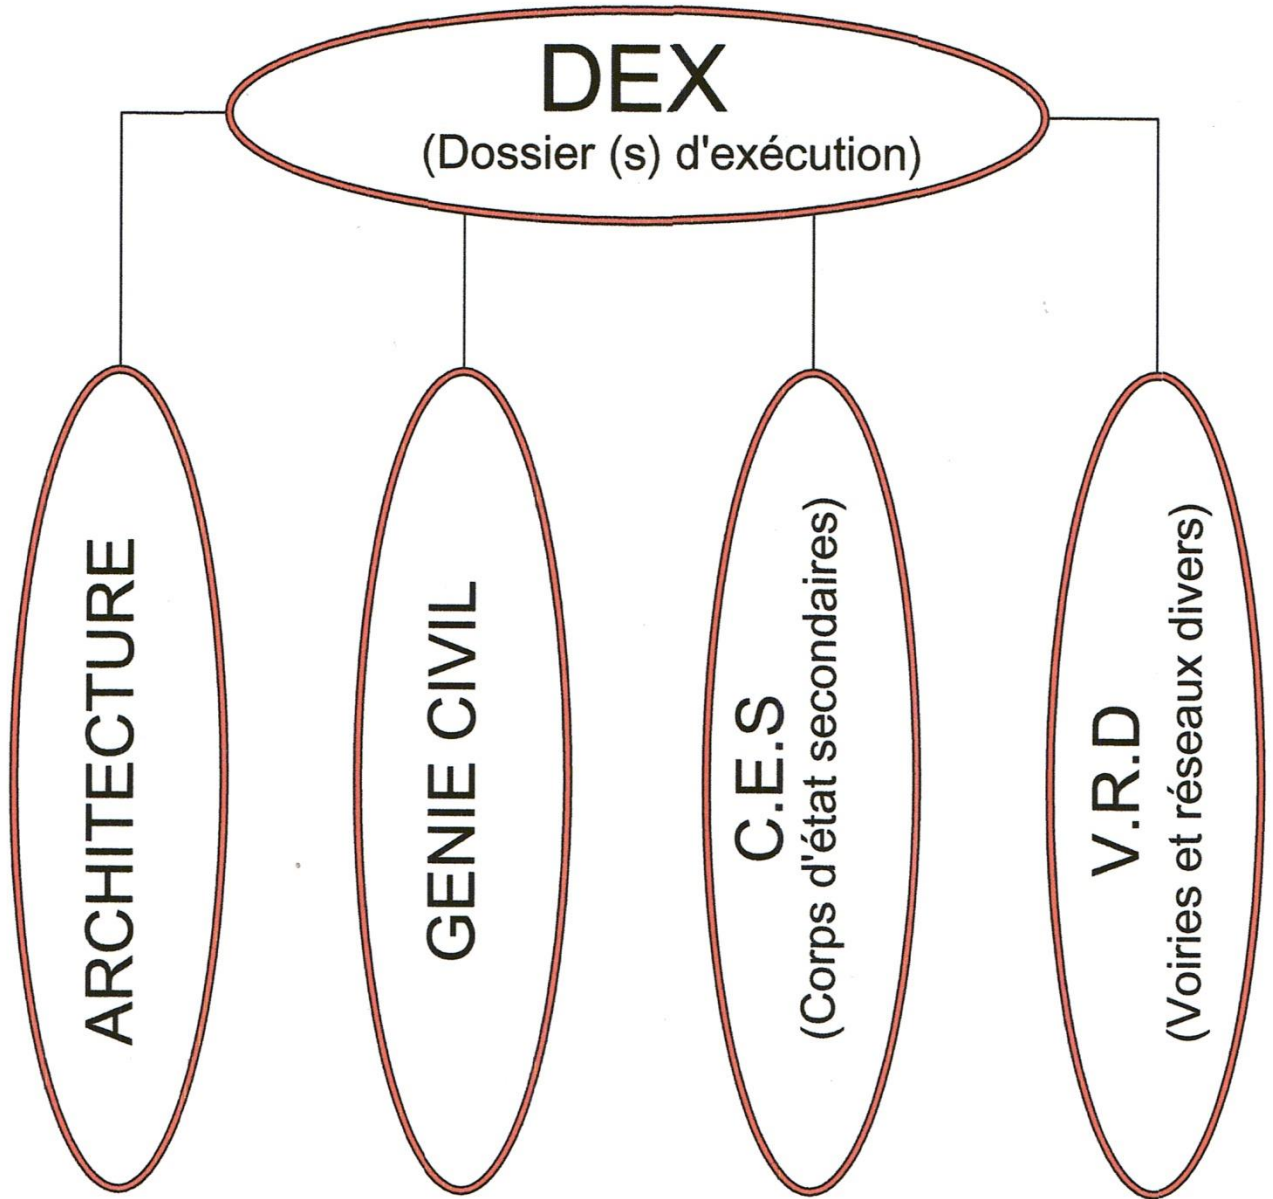 DEX
(Dossier (s) d'exécution)
ARCHITECTURE
GENIE CIVIL
C.E.S
(Corps d'état secondaires)
V.R.D
(Voiries et réseaux divers)